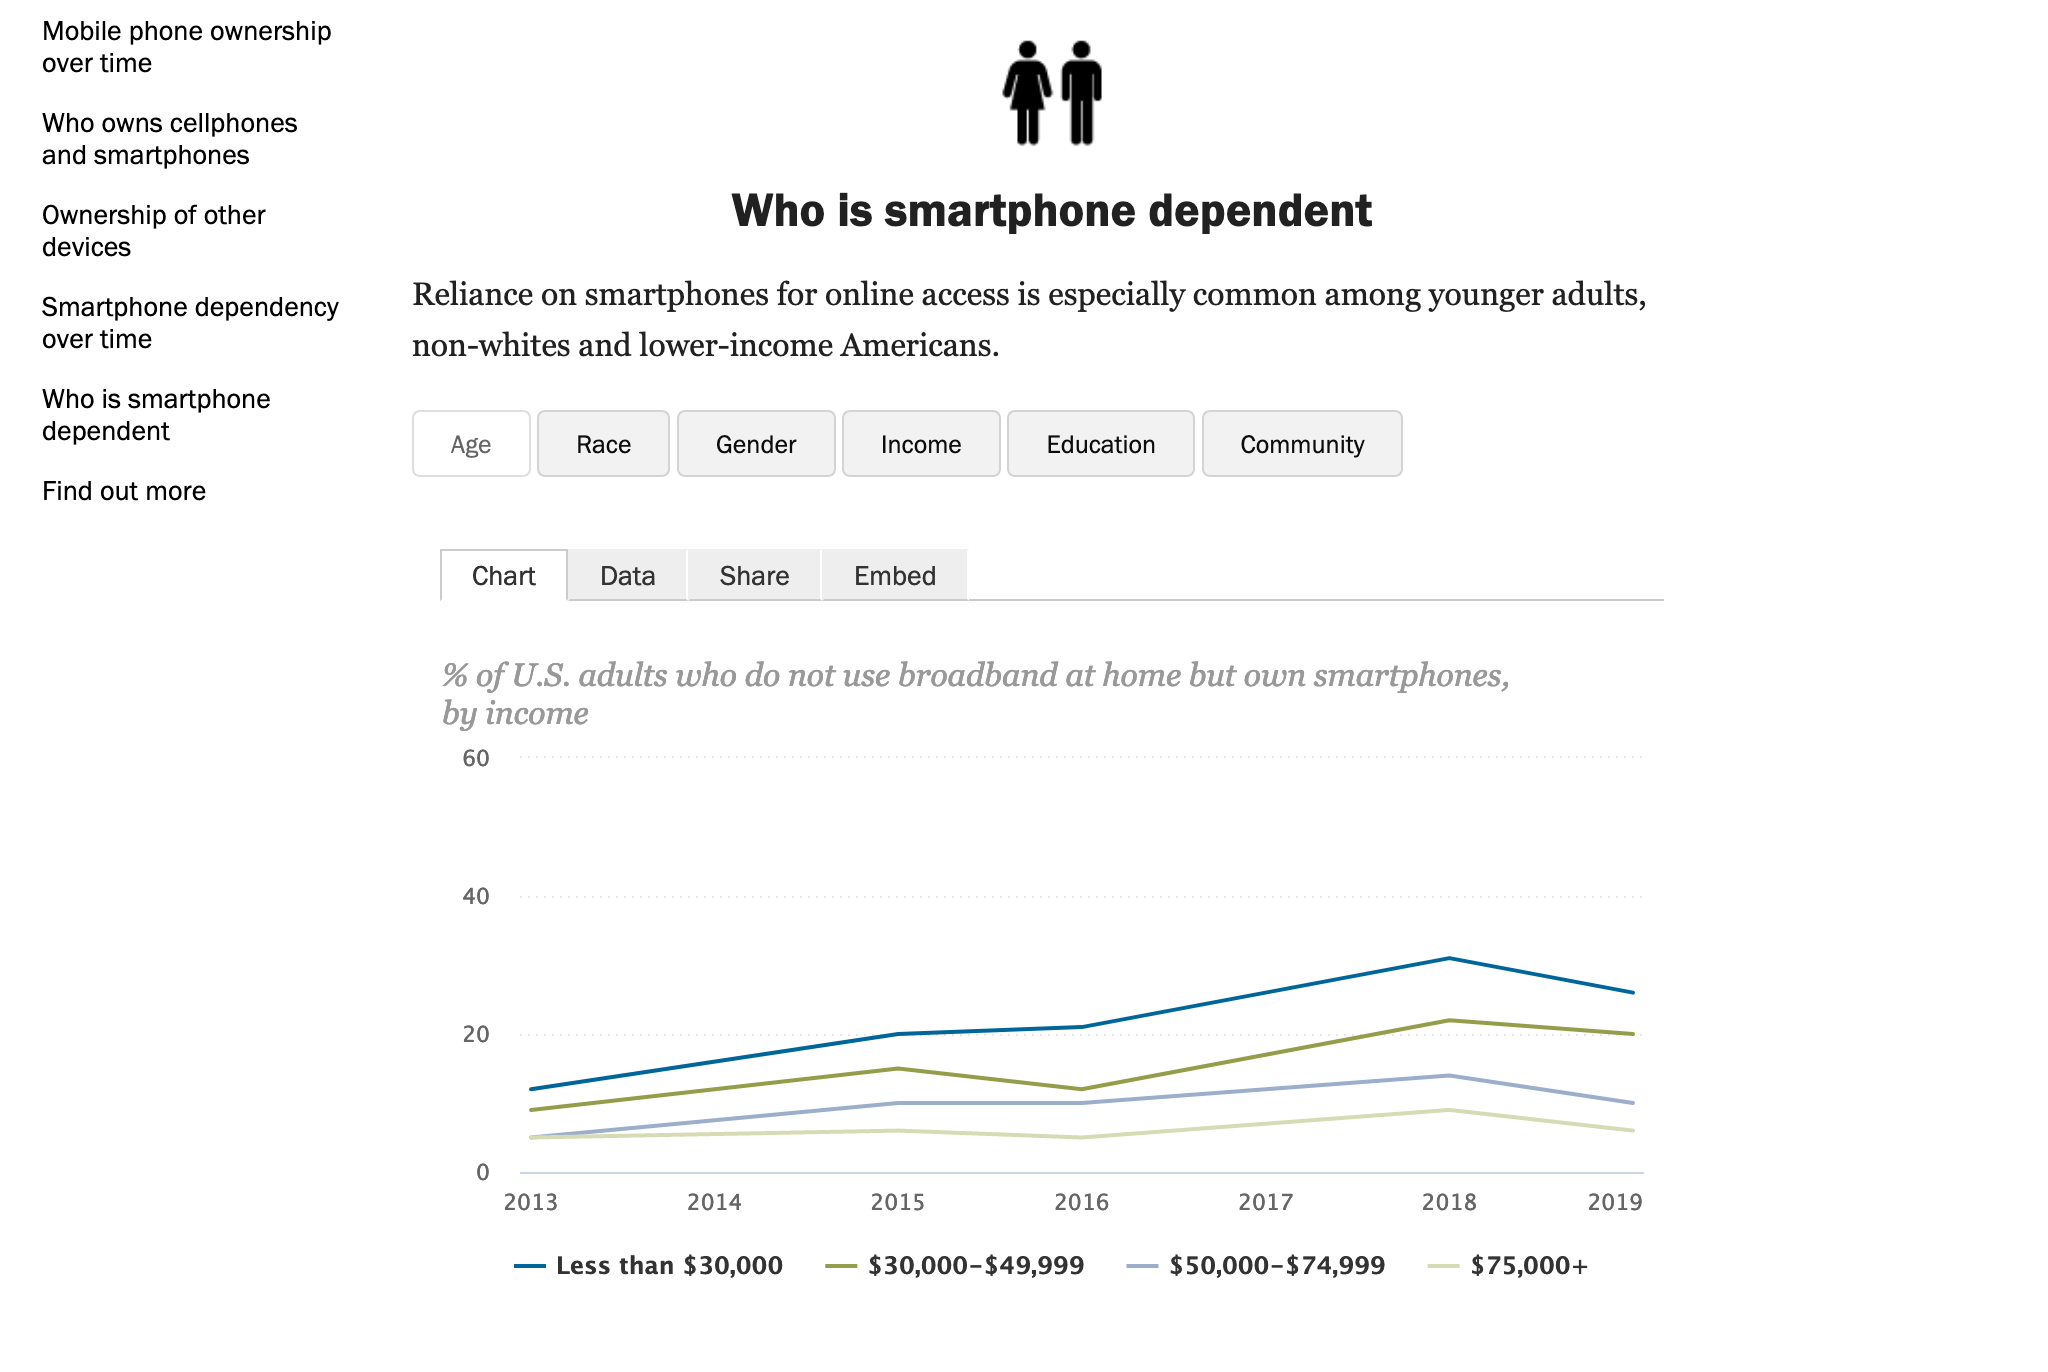 Mobile phone ownership
over time
Who owns cellphones
and smartphones
Ownership of other
devices
Smartphone dependency
over time
Who is smartphone
dependent
Find out more
Who is smartphone dependent
Reliance on smartphones for online access is especially common among younger adults,
non-whites and lower-income Americans.
Age Race Gender Income Education Community
Chart Data Share Embed
% of U.S. adults who do not use broadband at home but own smartphones,
by income
60
40
20
0
2013 2014 2015 2016 2017 2018 2019
Less than $30,000 $30,000–$49,999 $50,000–$74,999 $75,000+